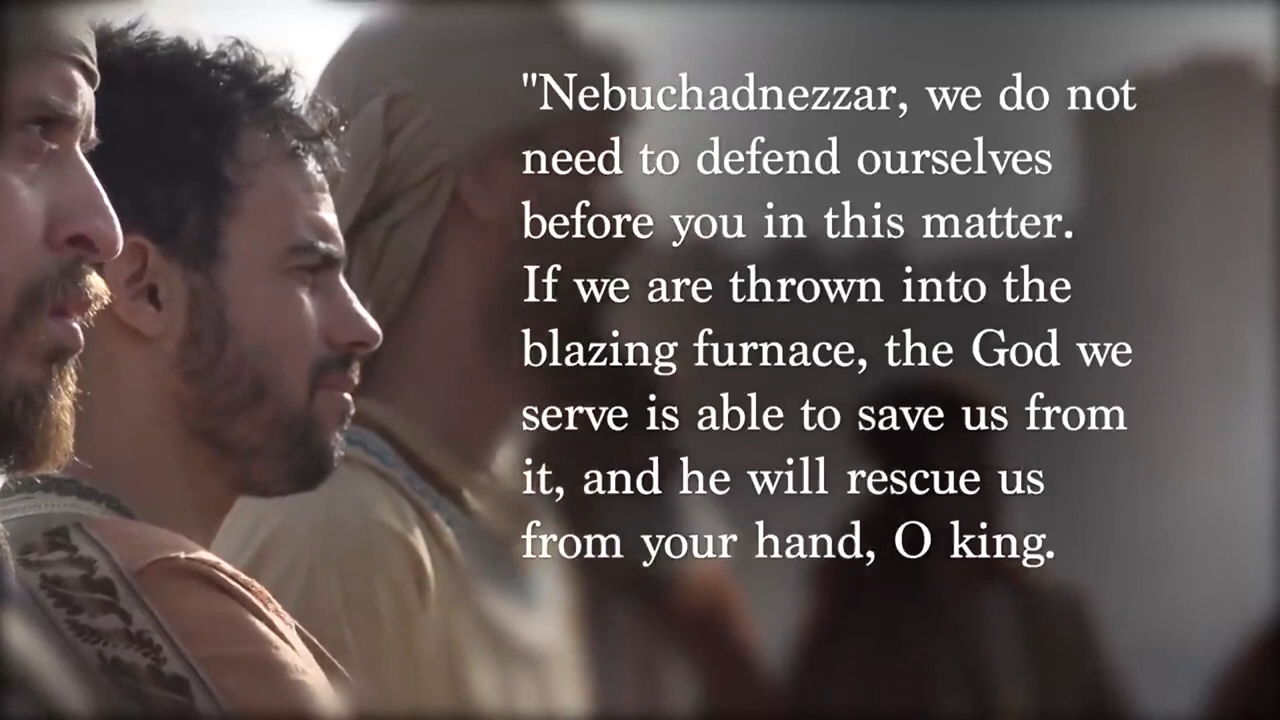 "Nebuchadnezzar, we do not
need to defend ourselves
before you in this matter.
If we are thrown into the
blazing furnace, the God we
serve is able to save us from
it, and he will rescue us
from your hand, O king.